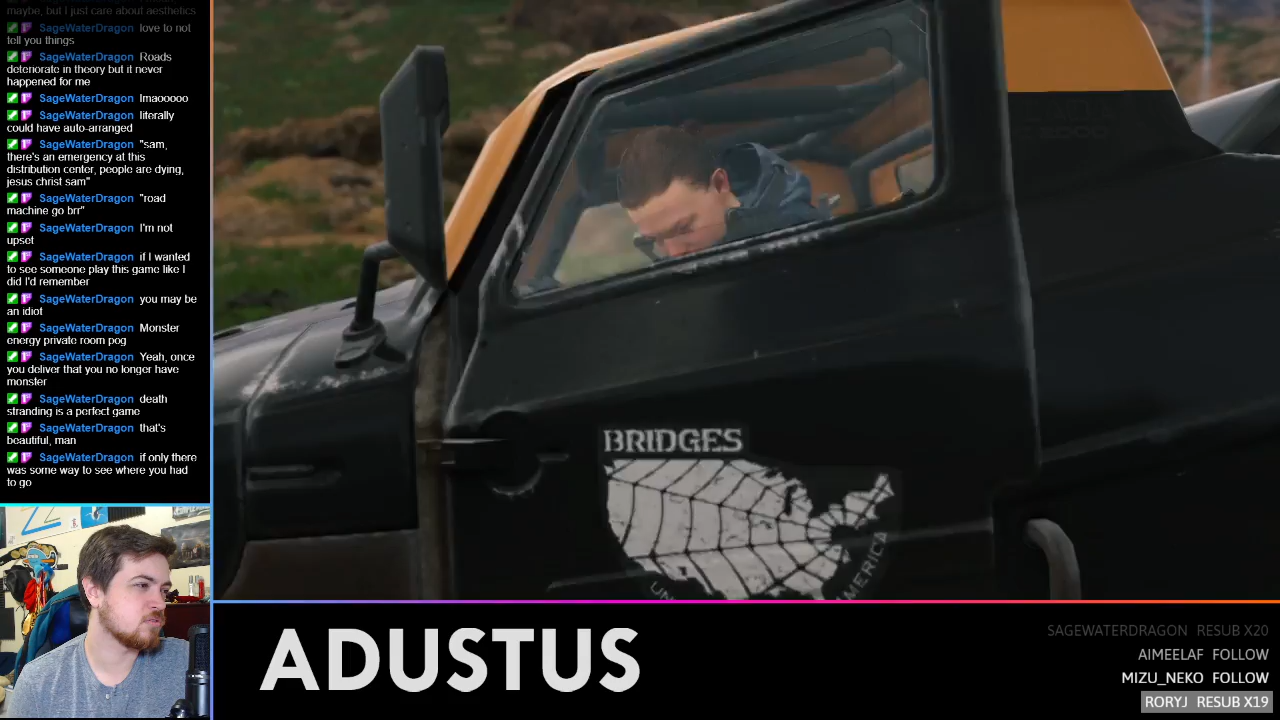 maybe, but I just care about aesthetics
SageWaterDragon love to not
tell you things
SageWaterDragon Roads
deteriorate in theory but it never
happened for me
SageWaterDragon lmaooooo
SageWaterDragon literally
could have auto-arranged
SageWaterDragon "sam,
there's an emergency at this
distribution center, people are dying,
jesus christ sam"
SageWaterDragon "road
machine go brr"
SageWaterDragon I'm not
upset
SageWaterDragon if I wanted
to see someone play this game like I
did I'd remember
SageWaterDragon you may be
an idiot
SageWaterDragon Monster
energy private room pog
SageWaterDragon Yeah, once
you deliver that you no longer have
monster
SageWaterDragon death
stranding is a perfect game
SageWaterDragon that's
beautiful, man
SageWaterDragon if only there
was some way to see where you had
to go
BRIDGES
AMERICA
ADUSTUS
SAGEWATERDRAGON RESUB X20
AIMEELAF FOLLOW
MIZU_NEKO FOLLOW
RORYJ RESUB X19